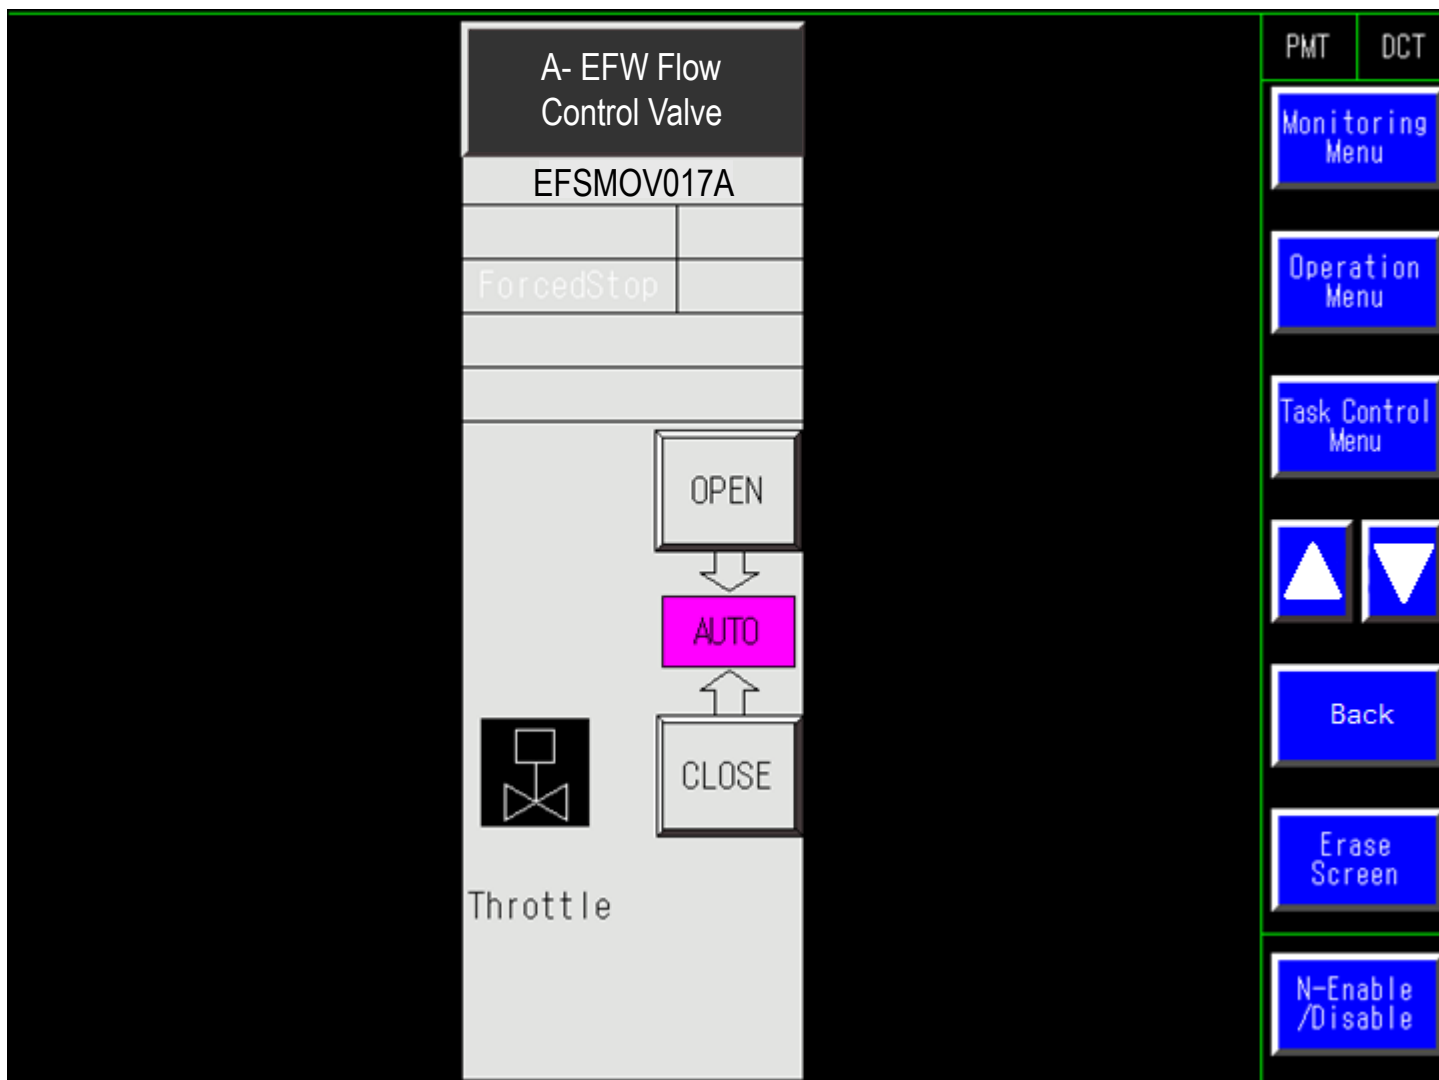 A- EFW Flow
Control Valve
EFSMOV017A
ForcedStop
OPEN
AUTO
CLOSE
Throttle
PMT DCT
Monitoring
Menu
Operation
Menu
Task Control
Menu
Back
Erase
Screen
N-Enable
/Disable